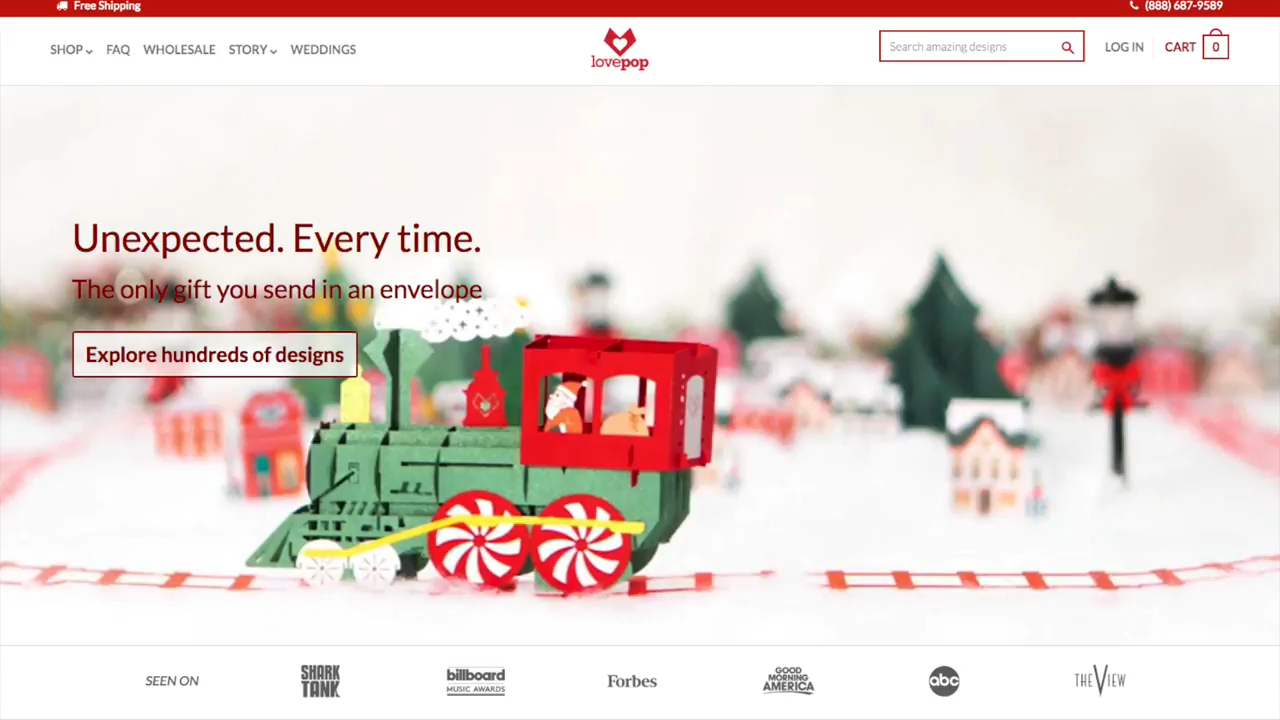 Free Shipping
(888) 687-9589
SHOP FAQ WHOLESALE STORY WEDDINGS
lovepop
Search amazing designs
LOG IN CART 0
Unexpected. Every time.
The only gift you send in an envelope
Explore hundreds of designs
SEEN ON
SHARK
TANK
billboard
MUSIC AWARDS
Forbes
GOOD
MORNING
AMERICA
abc
THE VIEW